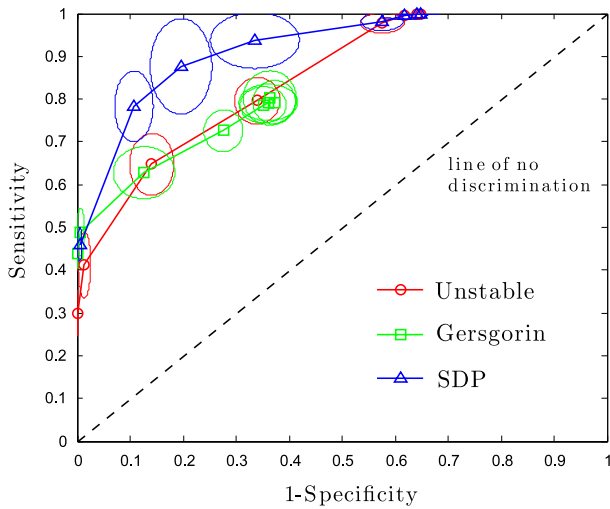 1
0.9
0.8
0.7
0.6
0.5
0.4
0.3
0.2
0.1
0
Sensitivity
line of no
discrimination
Unstable
Gersgorin
SDP
0 0.1 0.2 0.3 0.4 0.5 0.6 0.7 0.8 0.9 1
1-Specificity